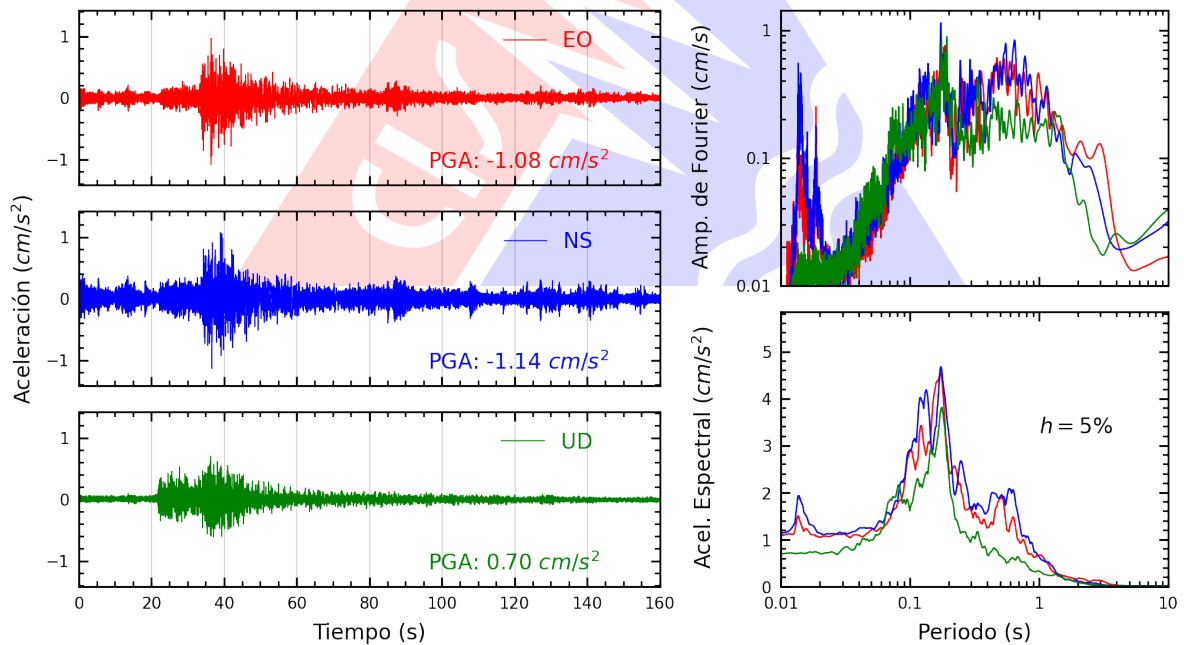 Aceleración (cm/s²)
1
0
−1
EO
PGA: -1.08 cm/s²
1
0
−1
NS
PGA: -1.14 cm/s²
1
0
−1
UD
PGA: 0.70 cm/s²
0 20 40 60 80 100 120 140 160
Tiempo (s)
Amp. de Fourier (cm/s)
1
0.1
0.01
Acel. Espectral (cm/s²)
5
4
3
2
1
0
h = 5%
0.01 0.1 1 10
Periodo (s)